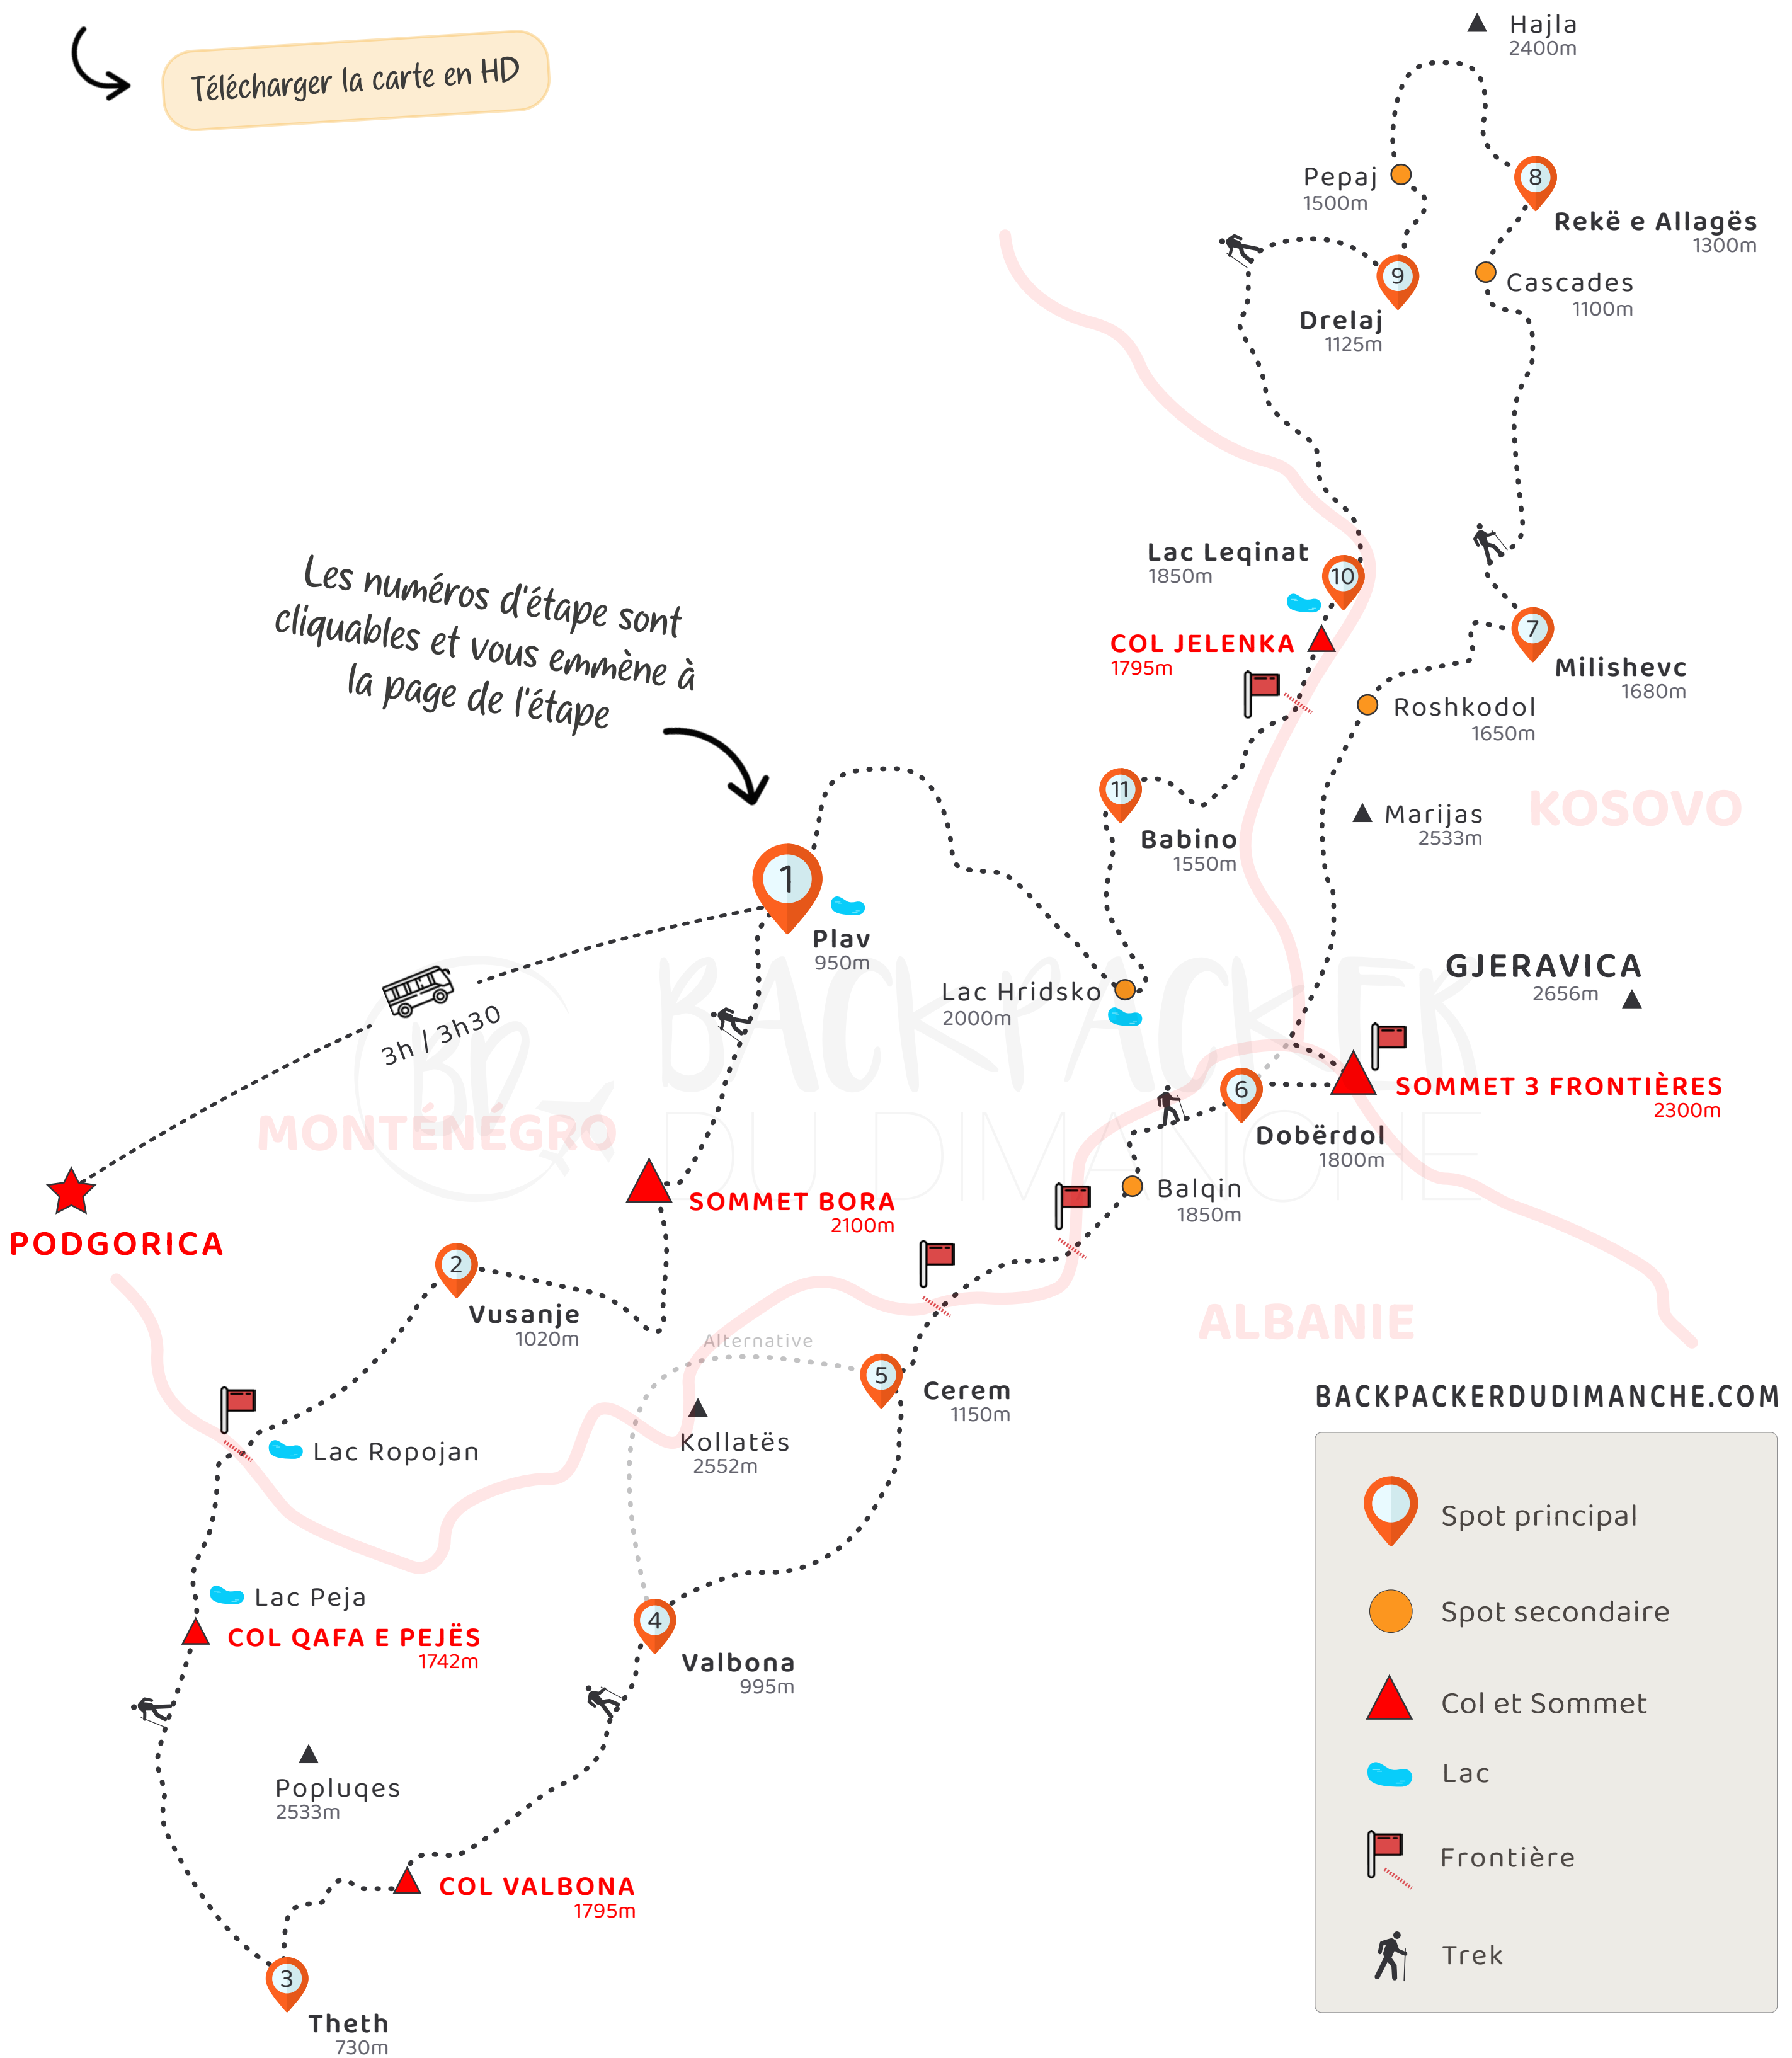 Télécharger la carte en HD
Hajla
2400m
Pepaj
1500m
8
Rekë e Allagës
1300m
9
Drelaj
1125m
Cascades
1100m
Les numéros d'étape sont
cliquables et vous emmène à
la page de l'étape
Lac Leqinat
1850m
10
COL JELENKA
1795m
7
Milishevc
1680m
Roshkodol
1650m
11
Babino
1550m
Marijas
2533m
KOSOVO
1
Plav
950m
3h / 3h30
Lac Hridsko
2000m
GJERAVICA
2656m
BP
BACKPACKER
DU DIMANCHE
MONTÉNÉGRO
6
Dobërdol
1800m
SOMMET 3 FRONTIÈRES
2300m
PODGORICA
SOMMET BORA
2100m
Balqin
1850m
2
Vusanje
1020m
ALBANIE
Alternative
5
Cerem
1150m
Kollatës
2552m
Lac Ropojan
Lac Peja
COL QAFA E PEJËS
1742m
4
Valbona
995m
Popluqes
2533m
COL VALBONA
1795m
3
Theth
730m
BACKPACKERDUDIMANCHE.COM
Spot principal
Spot secondaire
Col et Sommet
Lac
Frontière
Trek